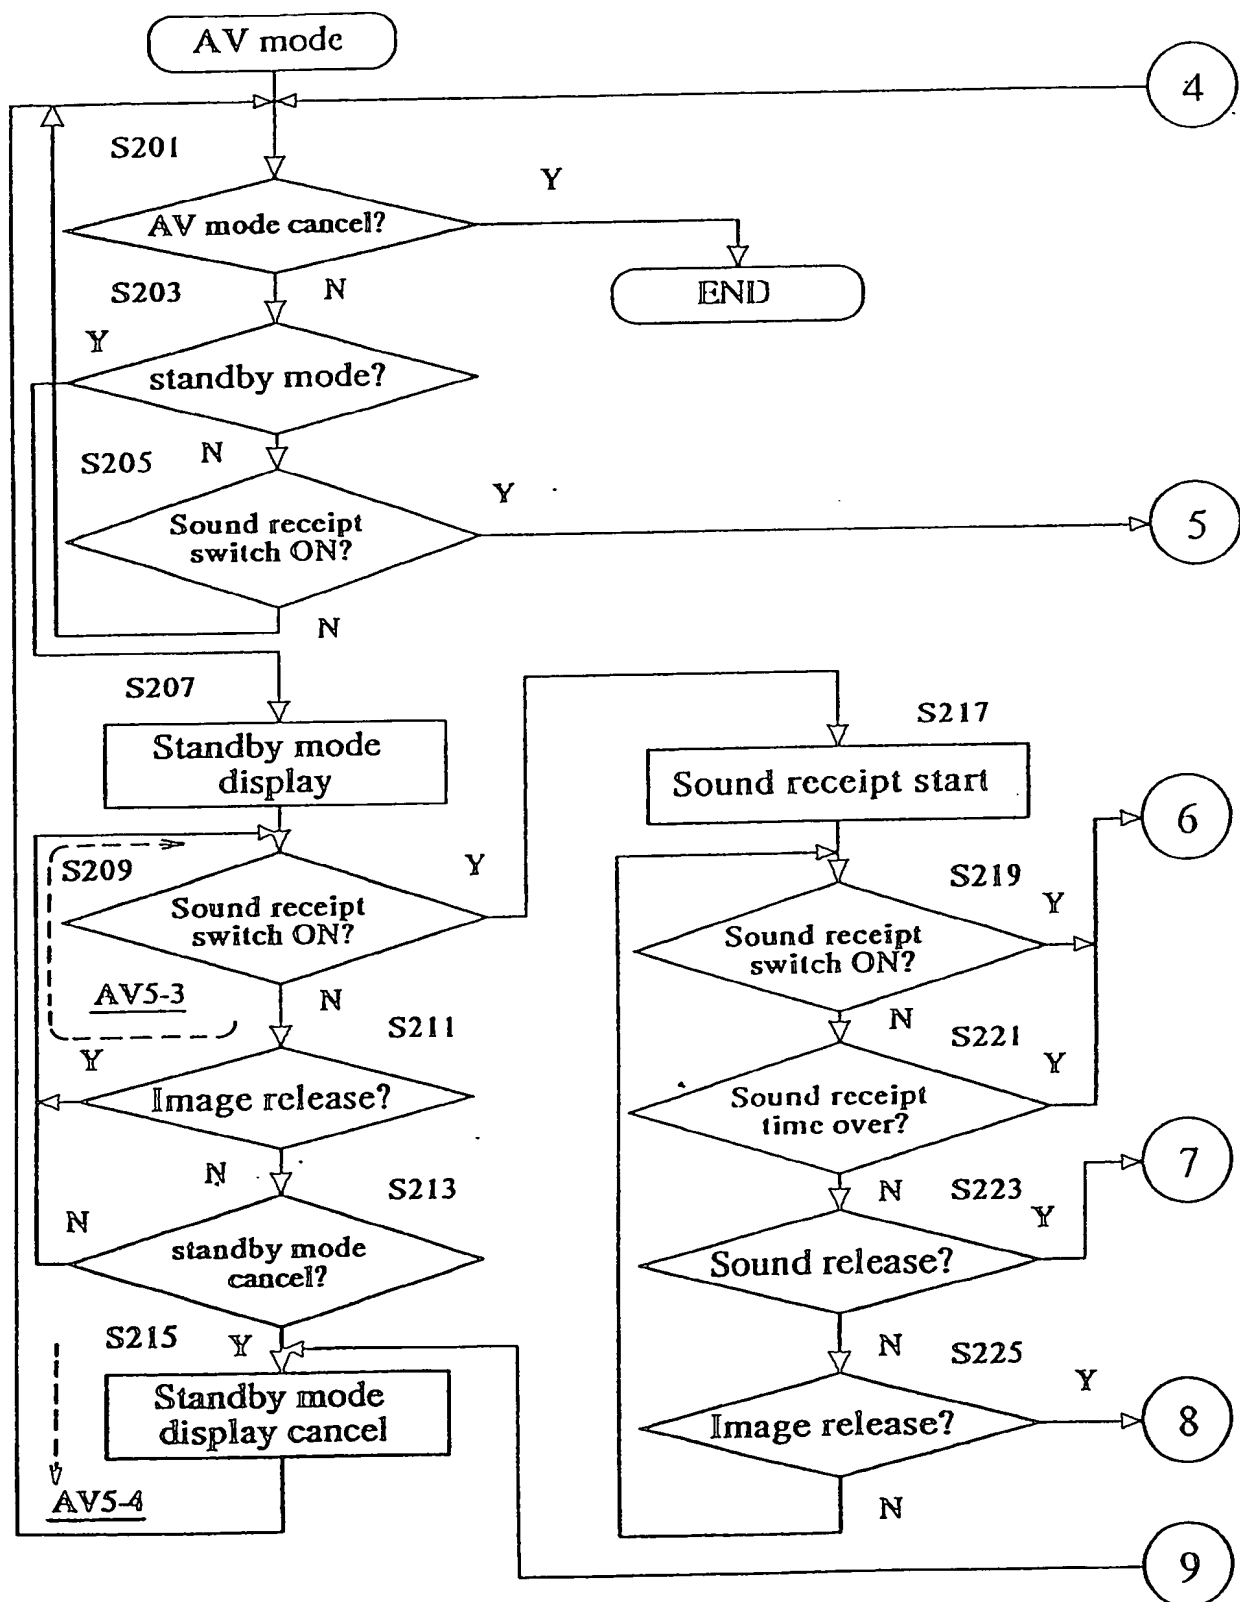 AV mode
4
S201
Y
AV mode cancel?
S203
N
END
Y
standby mode?
S205
N
Y
Sound receipt
switch ON?
5
N
S207
S217
Standby mode
display
Sound receipt start
6
S209
Y
S219
Y
Sound receipt
switch ON?
Sound receipt
switch ON?
AV5-3
N
S211
N
S221
Y
Y
Image release?
Sound receipt
time over?
7
N
S213
N
S223
Y
N
standby mode
cancel?
Sound release?
S215
Y
N
S225
Y
Standby mode
display cancel
Image release?
8
AV5-4
N
9